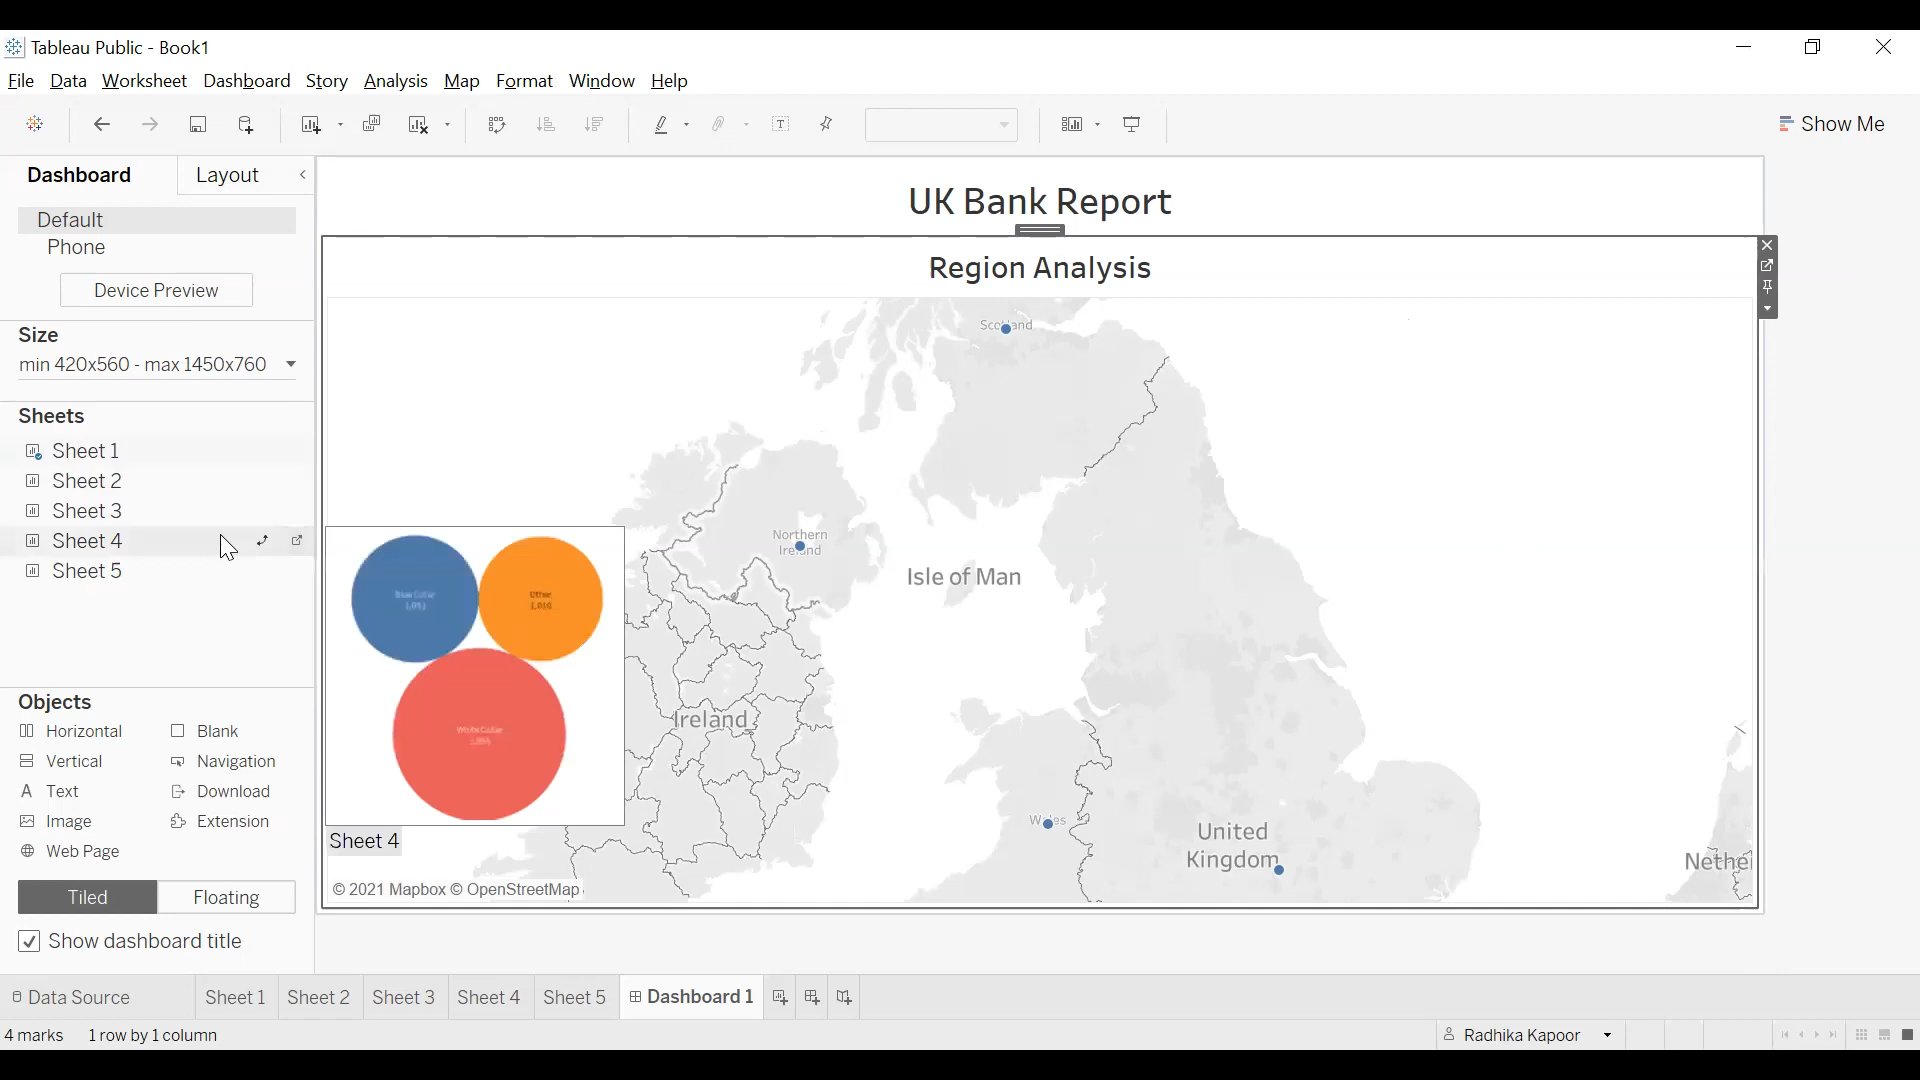 Tableau Public - Book1
File Data Worksheet Dashboard Story Analysis Map Format Window Help
Show Me
Dashboard Layout
Default
Phone
Device Preview
Size
min 420x560 - max 1450x760
Sheets
Sheet 1
Sheet 2
Sheet 3
Sheet 4
Sheet 5
Objects
Horizontal Blank
Vertical Navigation
Text Download
Image Extension
Web Page
Tiled Floating
Show dashboard title
UK Bank Report
Region Analysis
Scotland
Northern
Ireland
Isle of Man
Ireland
Wales
United
Kingdom
Nethe
Other
White Collar
Sheet 4
© 2021 Mapbox © OpenStreetMap
Data Source Sheet 1 Sheet 2 Sheet 3 Sheet 4 Sheet 5 Dashboard 1
4 marks 1 row by 1 column
Radhika Kapoor